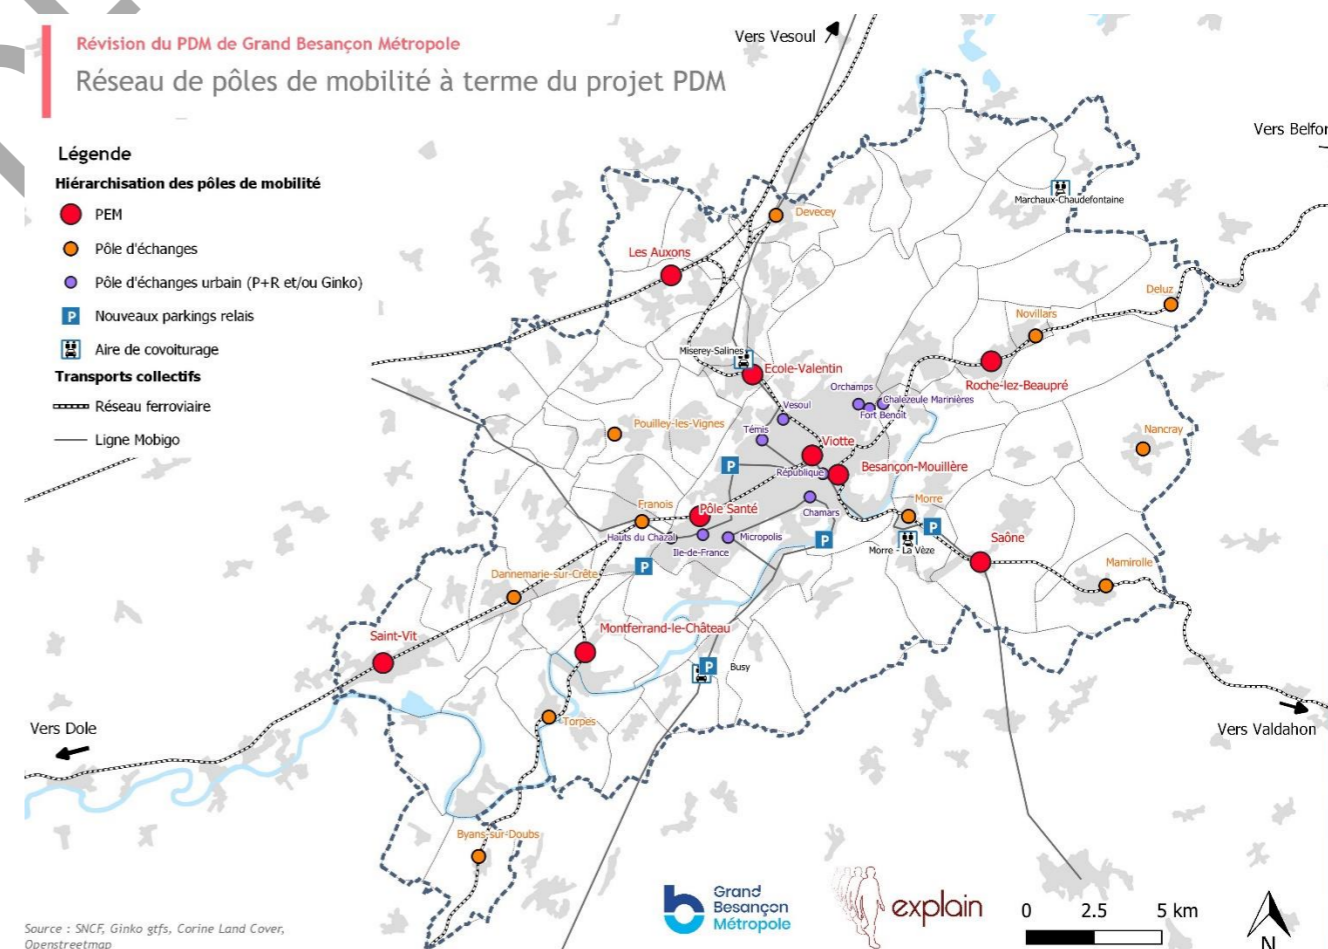 Révision du PDM de Grand Besançon Métropole
Réseau de pôles de mobilité à terme du projet PDM
Légende
Hiérarchisation des pôles de mobilité
PEM
Pôle d'échanges
Pôle d'échanges urbain (P+R et/ou Ginko)
P Nouveaux parkings relais
Aire de covoiturage
Transports collectifs
Réseau ferroviaire
Ligne Mobigo
Vers Vesoul
Vers Belfor
Marchaux-Chaudefontaine
Devecey
Les Auxons
Deluz
Novillars
Miserey-Salines
Ecole-Valentin
Roche-lez-Beaupré
Orchamps
Chalezeule Marinières
Fort Benoit
Vesoul
Pouilley-les-Vignes
Témis
Nancray
Viotte
P
République
Besançon-Mouillère
Franois
Pôle Santé
Chamars
Morre
P
Hauts du Chazal
Micropolis
P
Saône
Ile-de-France
Morre - La Vèze
P
Mamirolle
Dannemarie-sur-Crête
Saint-Vit
Montferrand-le-Château
P
Busy
Torpes
Vers Dole
Vers Valdahon
Byans-sur-Doubs
Grand
Besançon
Métropole
explain
0 2.5 5 km
N
Source : SNCF, Ginko gtfs, Corine Land Cover,
Openstreetmap